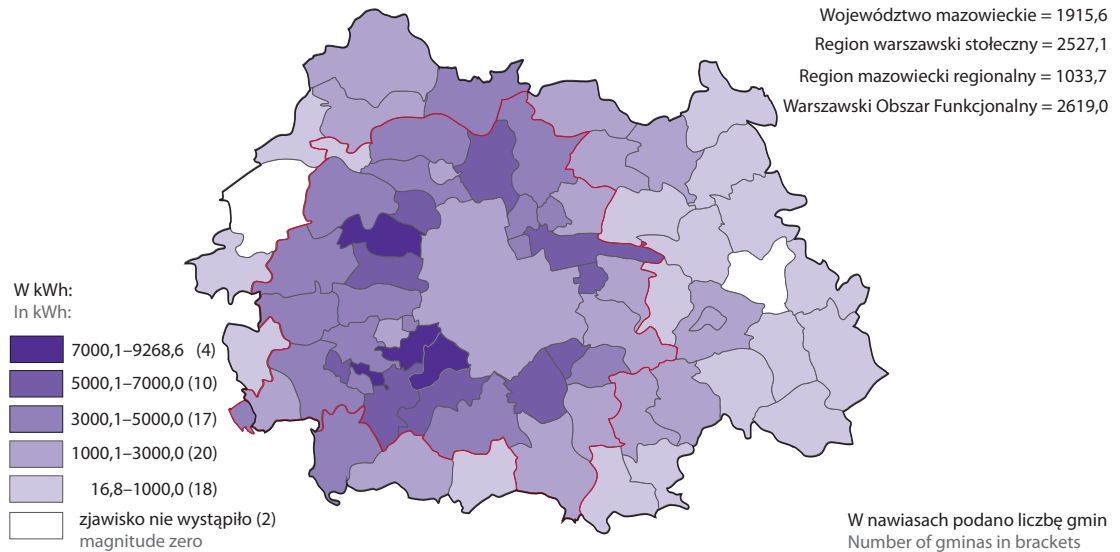 Województwo mazowieckie = 1915,6
Region warszawski stołeczny = 2527,1
Region mazowiecki regionalny = 1033,7
Warszawski Obszar Funkcjonalny = 2619,0
W kWh:
In kWh:
7000,1–9268,6 (4)
5000,1–7000,0 (10)
3000,1–5000,0 (17)
1000,1–3000,0 (20)
16,8–1000,0 (18)
zjawisko nie wystąpiło (2)
magnitude zero
W nawiasach podano liczbę gmin
Number of gminas in brackets